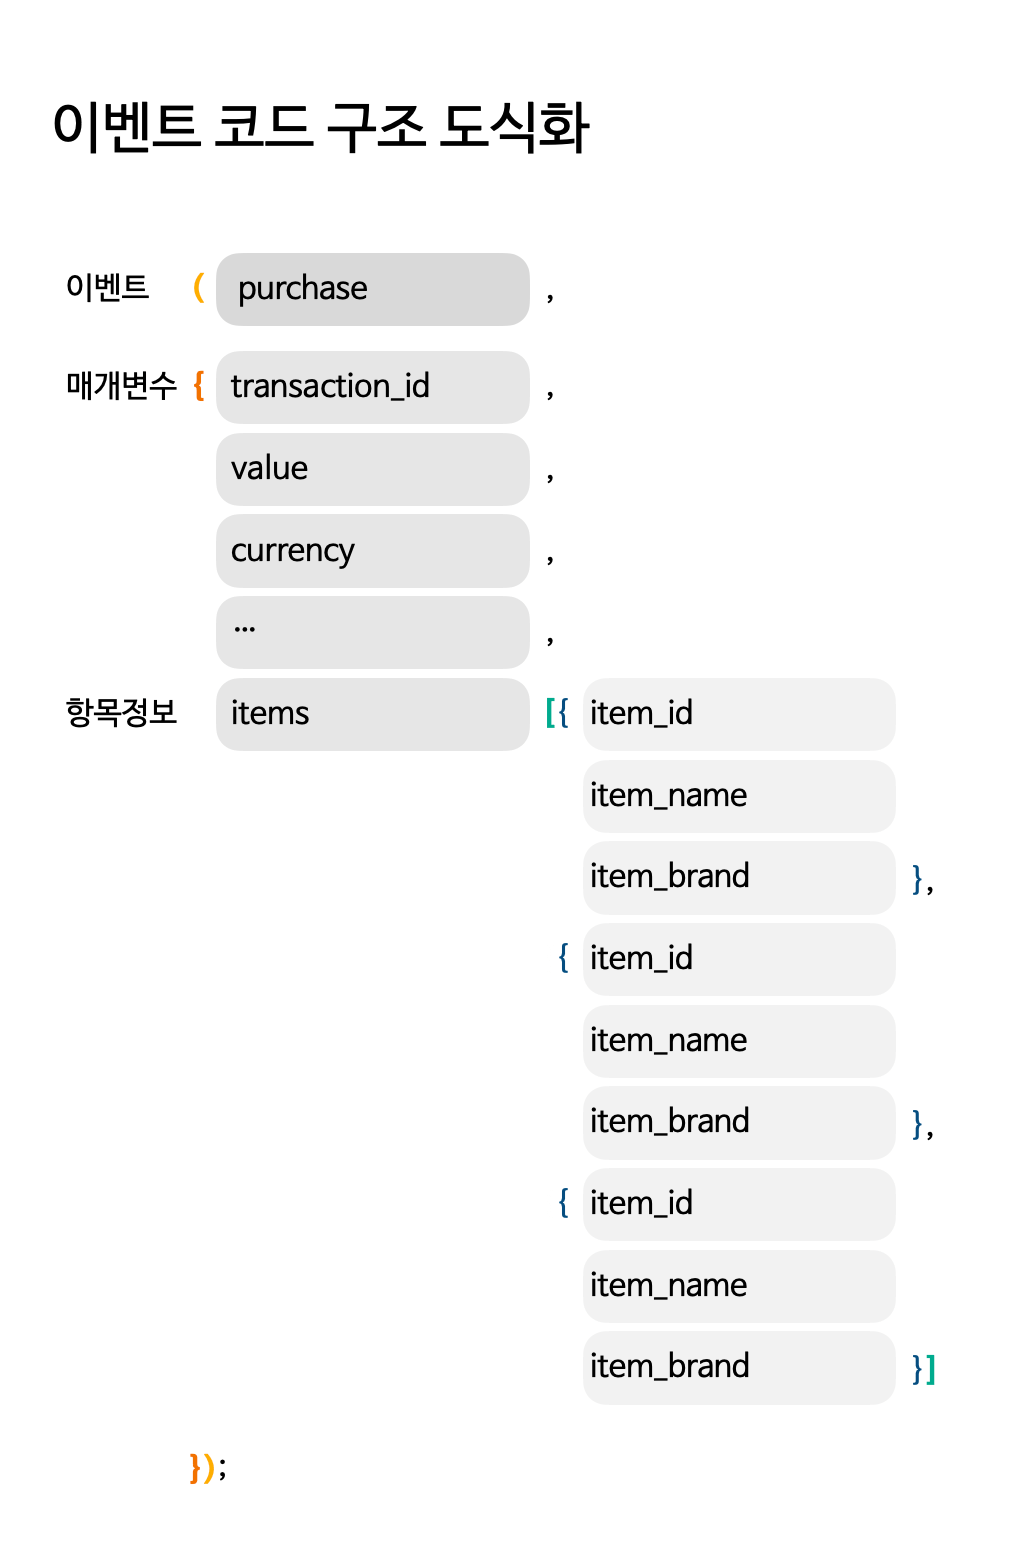 이벤트 코드 구조 도식화
이벤트 ( purchase ,
매개변수 { transaction_id ,
value ,
currency ,
... ,
항목정보 items [{ item_id
item_name
item_brand },
{ item_id
item_name
item_brand },
{ item_id
item_name
item_brand }]
});